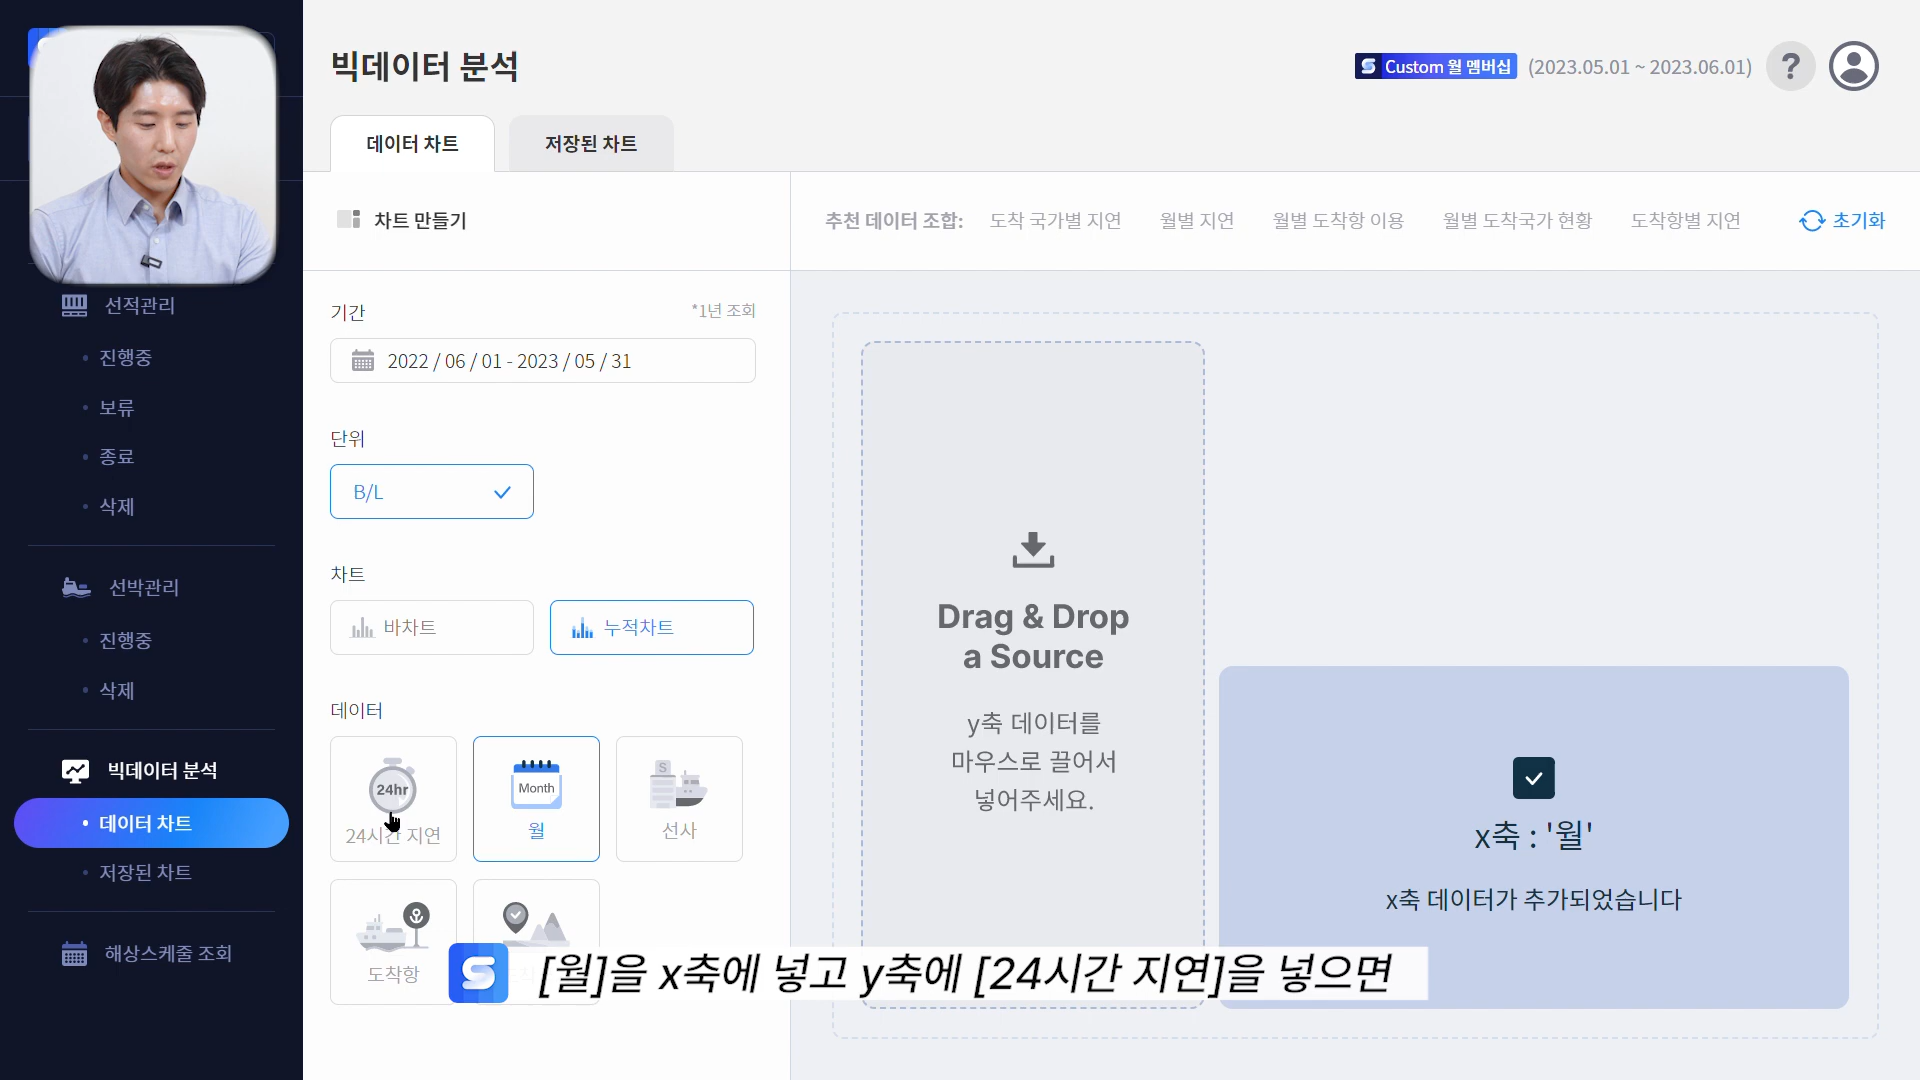 빅데이터 분석
Custom 월 멤버십 (2023.05.01 ~ 2023.06.01) ?
데이터 차트
저장된 차트
차트 만들기
추천 데이터 조합: 도착 국가별 지연 월별 지연 월별 도착항 이용 월별 도착국가 현황 도착항별 지연 초기화
선적관리
• 진행중
• 보류
• 종료
• 삭제
선박관리
• 진행중
• 삭제
빅데이터 분석
• 데이터 차트
• 저장된 차트
해상스케줄 조회
기간
*1년 조회
2022 / 06 / 01 - 2023 / 05 / 31
단위
B/L
차트
바차트
누적차트
데이터
24hr
24시간 지연
Month
월
S
선사
도착항
Drag & Drop
a Source
y축 데이터를
마우스로 끌어서
넣어주세요.
x축 : '월'
x축 데이터가 추가되었습니다
[월]을 x축에 넣고 y축에 [24시간 지연]을 넣으면